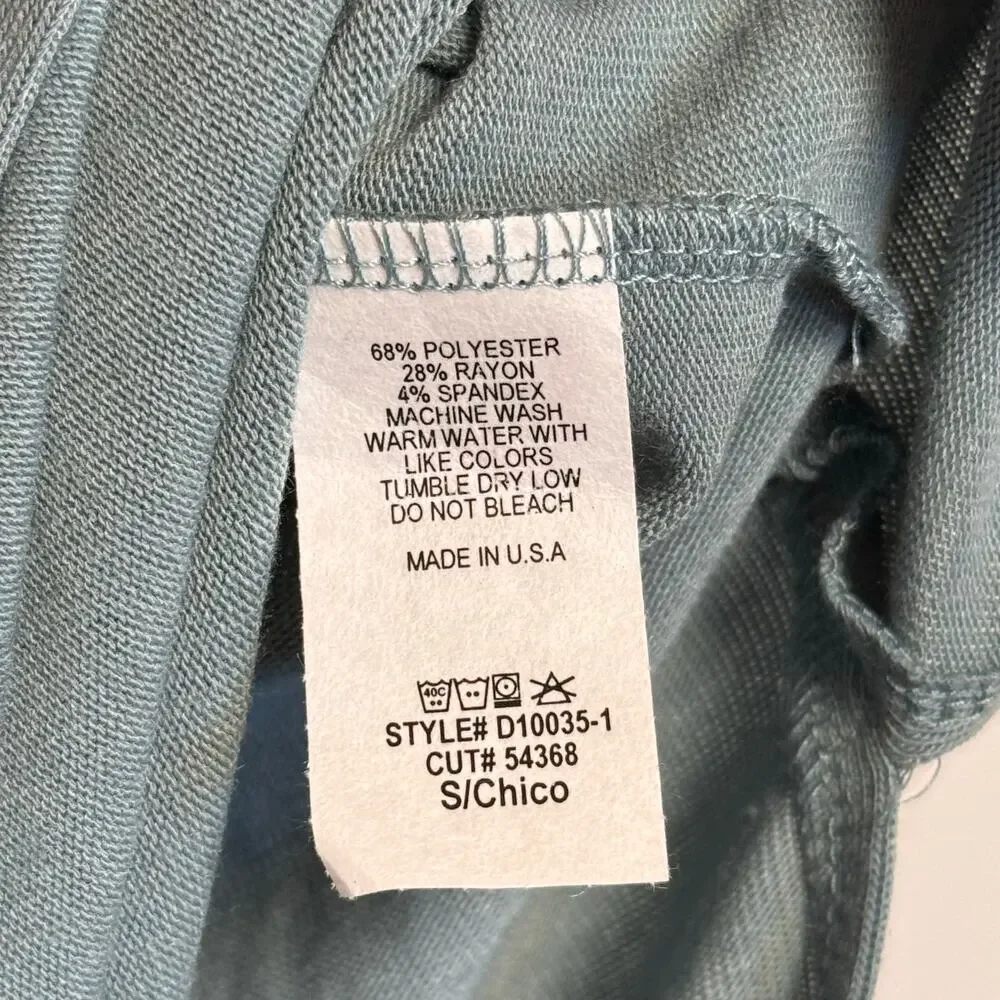 68% POLYESTER
28% RAYON
4% SPANDEX
MACHINE WASH
WARM WATER WITH
LIKE COLORS
TUMBLE DRY LOW
DO NOT BLEACH
MADE IN U.S.A
40C
STYLE# D10035-1
CUT# 54368
S/Chico